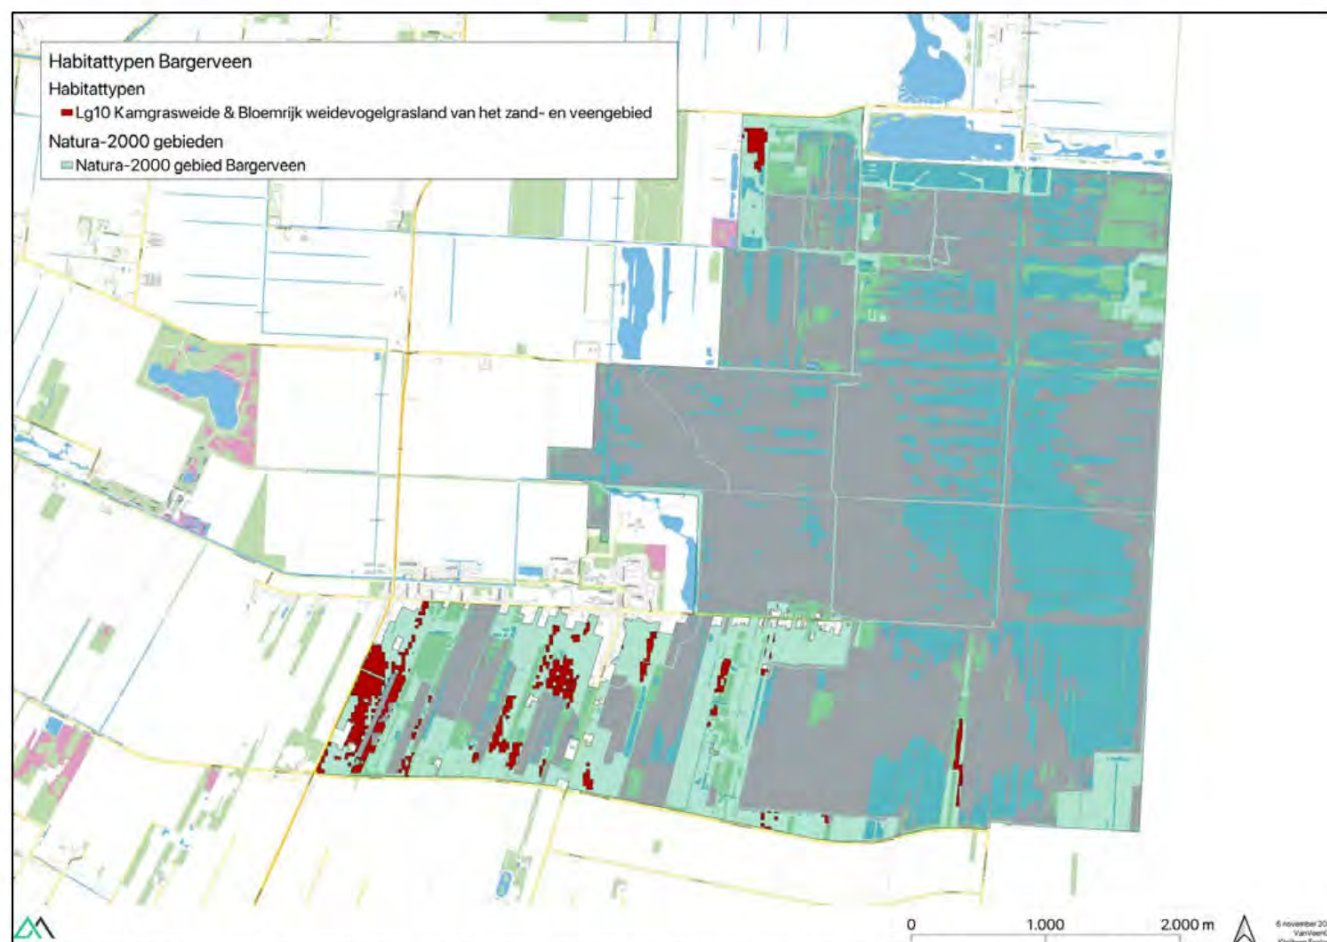 Habitattypen Bargerveen
Habitattypen
Lg10 Kamgrasweide & Bloemrijk weidevogelgrasland van het zand- en veengebied
Natura-2000 gebieden
Natura-2000 gebied Bargerveen
0 1.000 2.000 m
6 november 20